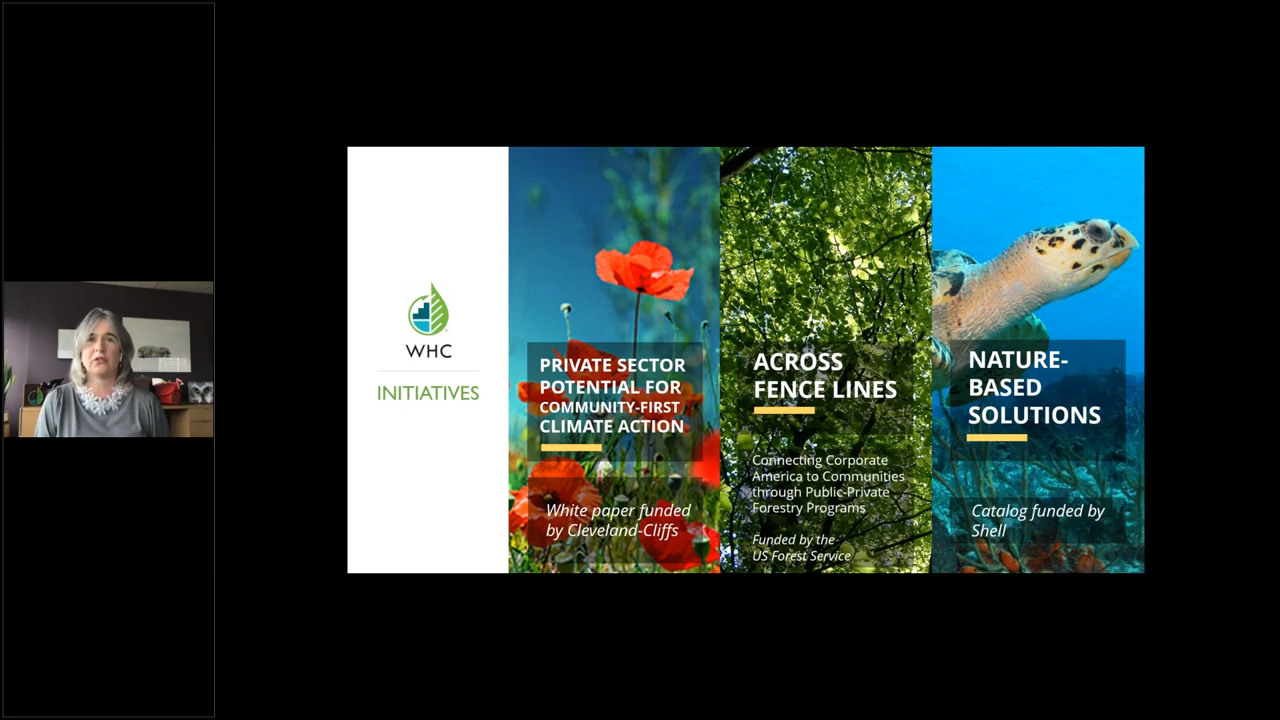 WHC
INITIATIVES
PRIVATE SECTOR
POTENTIAL FOR
COMMUNITY-FIRST
CLIMATE ACTION
White paper funded
by Cleveland-Cliffs
ACROSS
FENCE LINES
Connecting Corporate
America to Communities
through Public-Private
Forestry Programs
Funded by the
US Forest Service
NATURE-
BASED
SOLUTIONS
Catalog funded by
Shell